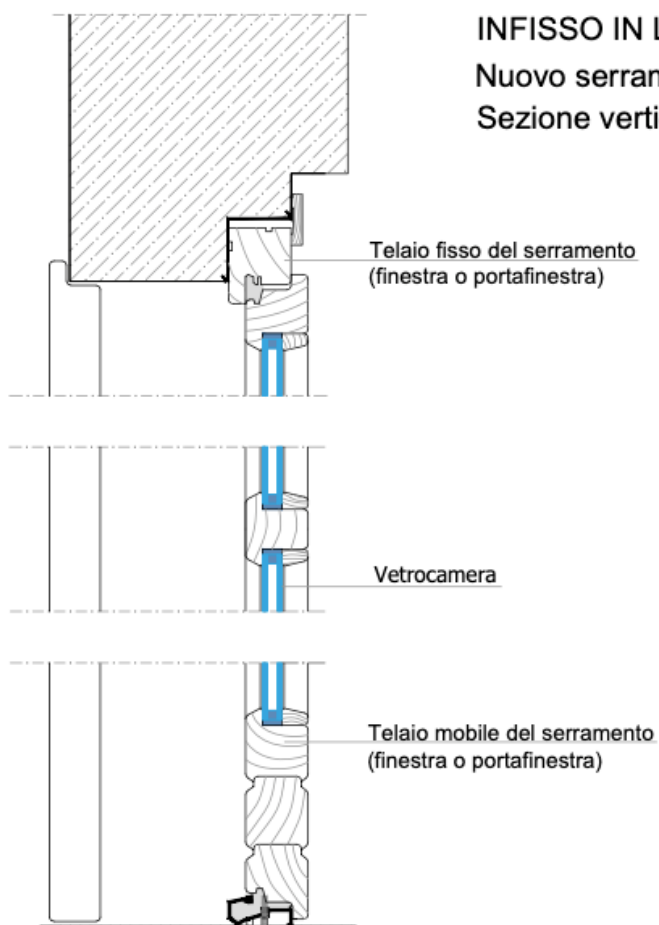 INFISSO IN L
Nuovo serram
Sezione verti
Telaio fisso del serramento
(finestra o portafinestra)
Vetrocamera
Telaio mobile del serramento
(finestra o portafinestra)